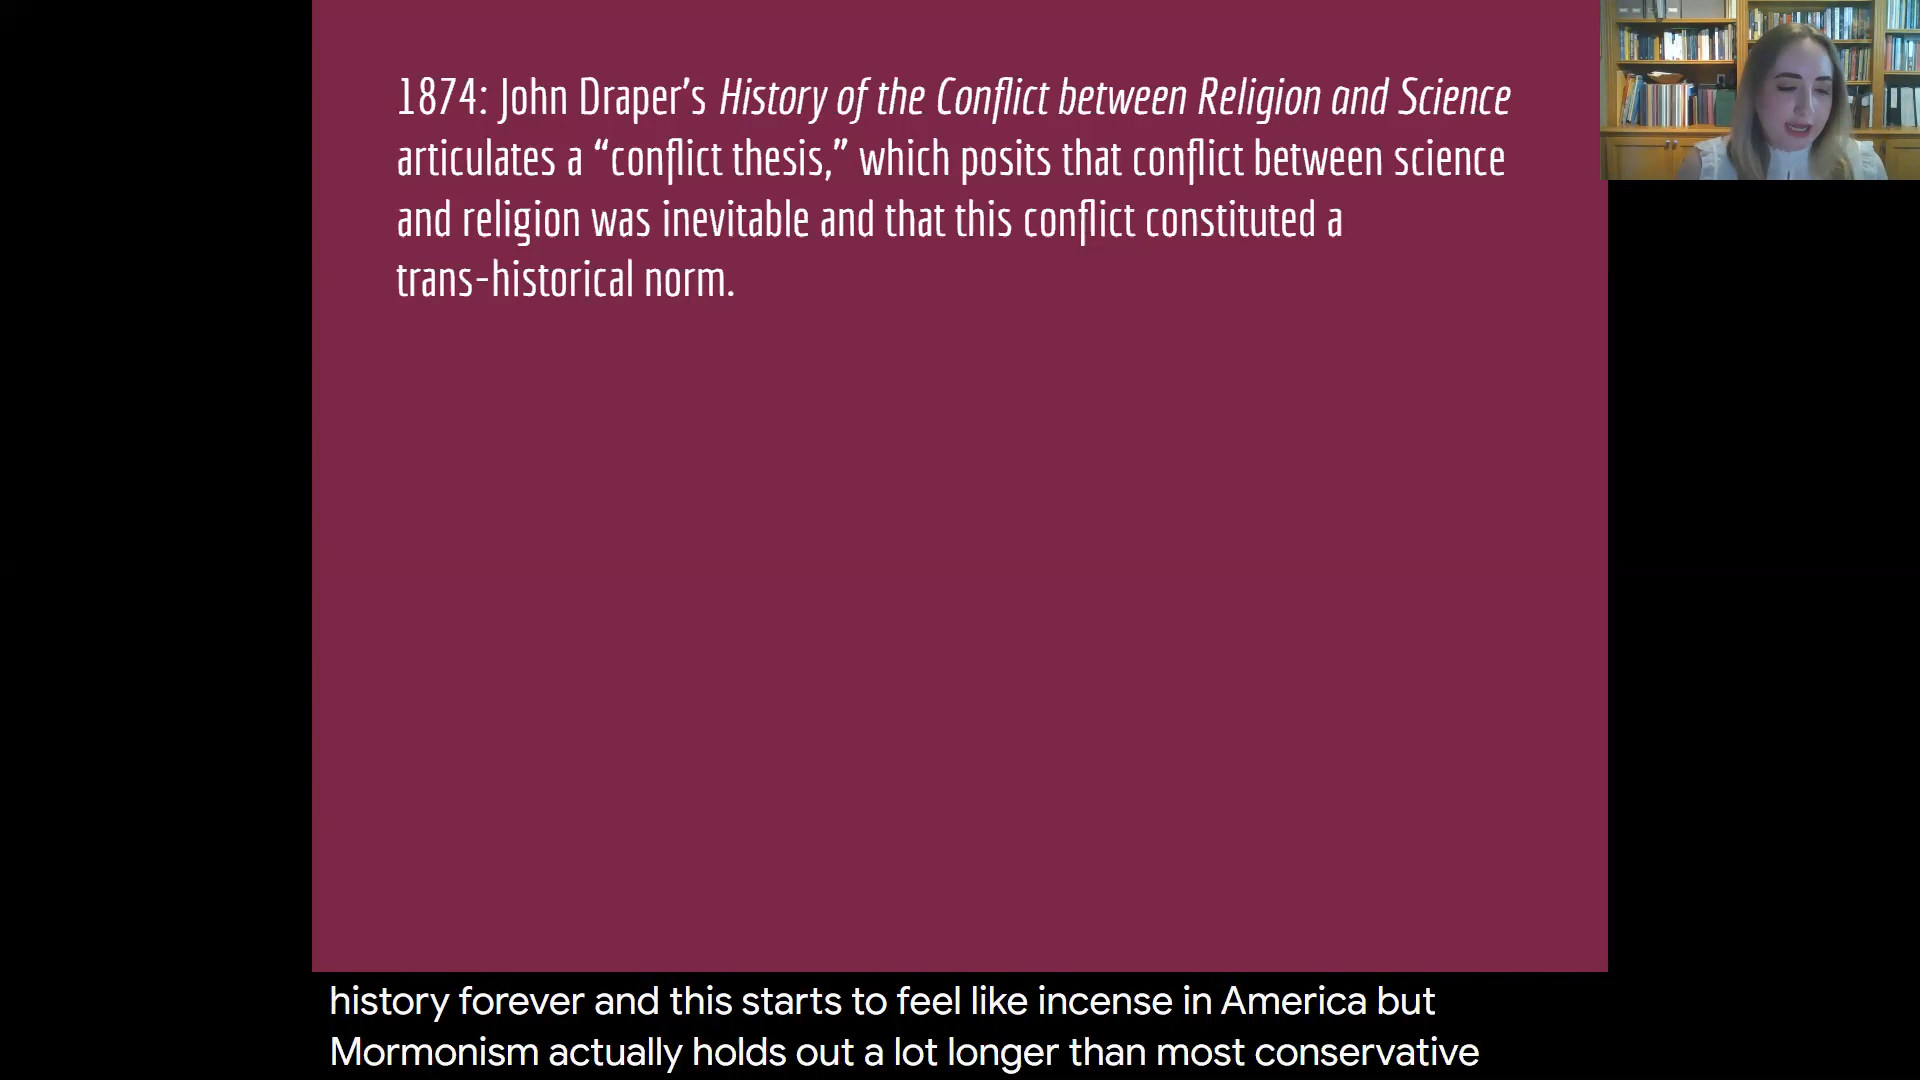 1874: John Draper’s History of the Conflict between Religion and Science
articulates a “conflict thesis,” which posits that conflict between science
and religion was inevitable and that this conflict constituted a
trans-historical norm.
history forever and this starts to feel like incense in America but
Mormonism actually holds out a lot longer than most conservative